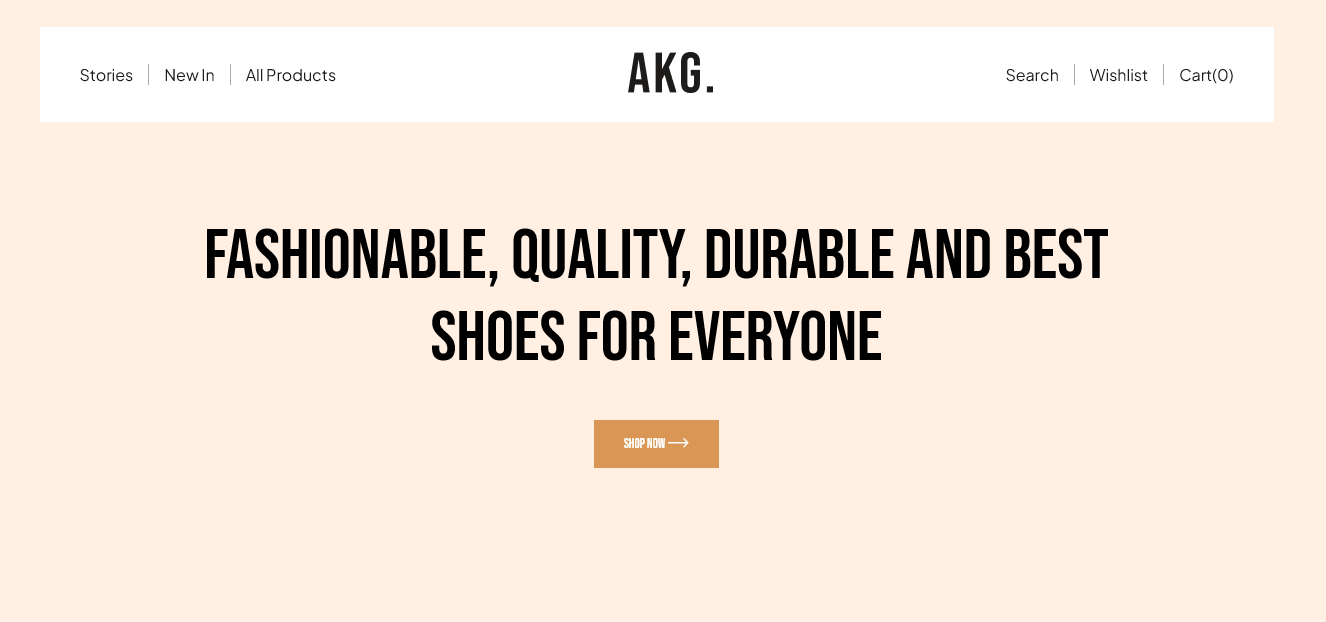 Stories
New In
All Products
AKG.
Search
Wishlist
Cart(0)
FASHIONABLE, QUALITY, DURABLE AND BEST
SHOES FOR EVERYONE
SHOP NOW